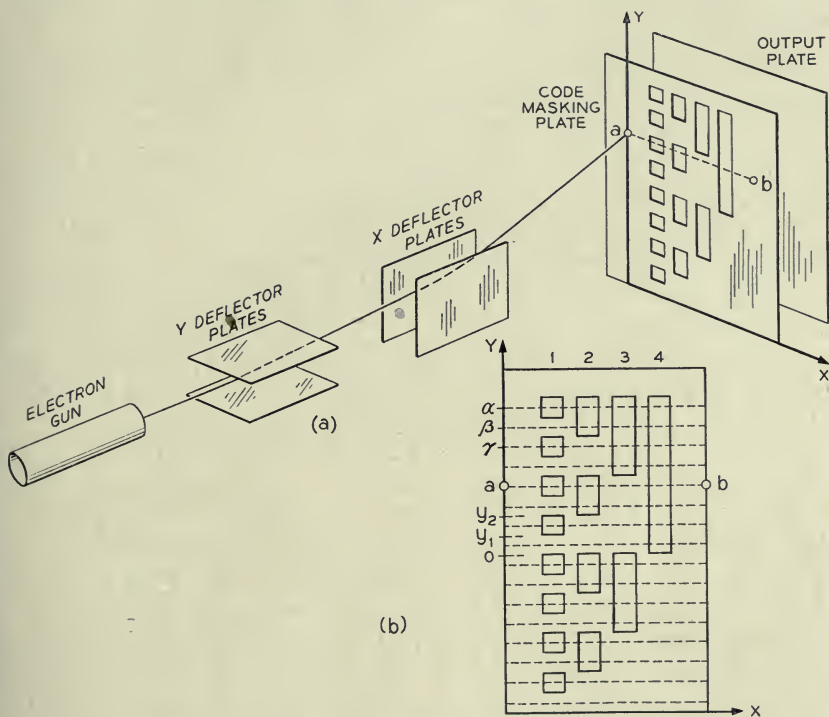 Y
OUTPUT
PLATE
CODE
MASKING
PLATE
a
b
X DEFLECTOR
PLATES
Y DEFLECTOR
PLATES
X
ELECTRON
GUN
(a)
Y
1 2 3 4
α
β
γ
a
b
y₂
y₁
0
(b)
X